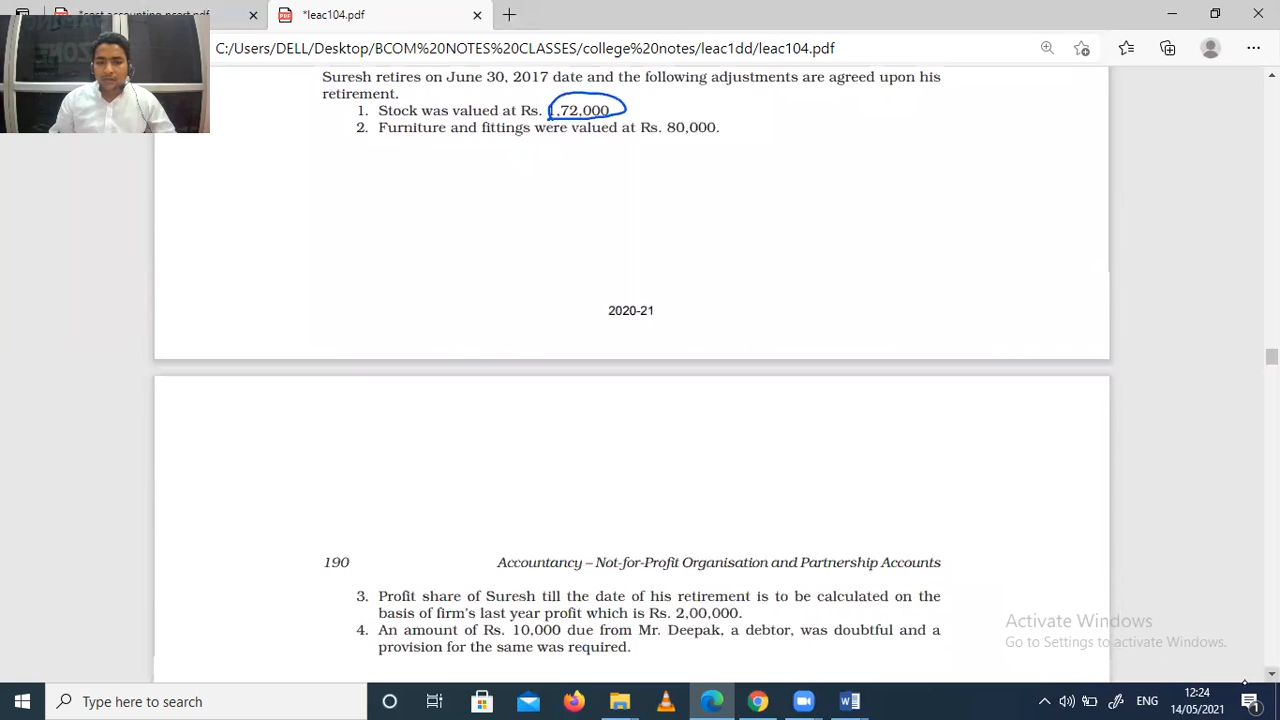 *leac104.pdf
C:/Users/DELL/Desktop/BCOM%20NOTES%20CLASSES/college%20notes/leac1dd/leac104.pdf
Suresh retires on June 30, 2017 date and the following adjustments are agreed upon his
retirement.
1. Stock was valued at Rs. 1,72,000
2. Furniture and fittings were valued at Rs. 80,000.
2020-21
190 Accountancy – Not-for-Profit Organisation and Partnership Accounts
3. Profit share of Suresh till the date of his retirement is to be calculated on the
basis of firm's last year profit which is Rs. 2,00,000.
4. An amount of Rs. 10,000 due from Mr. Deepak, a debtor, was doubtful and a
provision for the same was required.
Activate Windows
Go to Settings to activate Windows.
Type here to search
ENG
12:24
14/05/2021